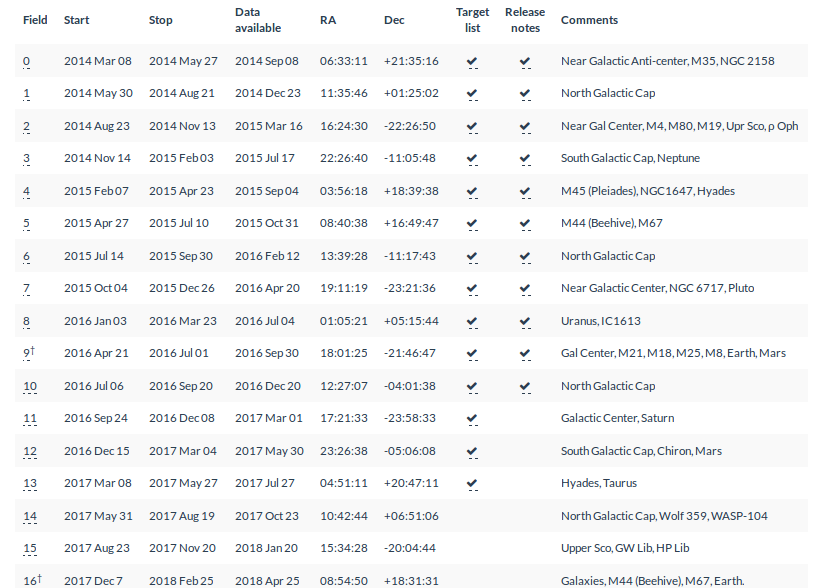 Field Start Stop Data available RA Dec Target list Release notes Comments
0 2014 Mar 08 2014 May 27 2014 Sep 08 06:33:11 +21:35:16 ✔ ✔ Near Galactic Anti-center, M35, NGC 2158
1 2014 May 30 2014 Aug 21 2014 Dec 23 11:35:46 +01:25:02 ✔ ✔ North Galactic Cap
2 2014 Aug 23 2014 Nov 13 2015 Mar 16 16:24:30 -22:26:50 ✔ ✔ Near Gal Center, M4, M80, M19, Upr Sco, ρ Oph
3 2014 Nov 14 2015 Feb 03 2015 Jul 17 22:26:40 -11:05:48 ✔ ✔ South Galactic Cap, Neptune
4 2015 Feb 07 2015 Apr 23 2015 Sep 04 03:56:18 +18:39:38 ✔ ✔ M45 (Pleiades), NGC1647, Hyades
5 2015 Apr 27 2015 Jul 10 2015 Oct 31 08:40:38 +16:49:47 ✔ ✔ M44 (Beehive), M67
6 2015 Jul 14 2015 Sep 30 2016 Feb 12 13:39:28 -11:17:43 ✔ ✔ North Galactic Cap
7 2015 Oct 04 2015 Dec 26 2016 Apr 20 19:11:19 -23:21:36 ✔ ✔ Near Galactic Center, NGC 6717, Pluto
8 2016 Jan 03 2016 Mar 23 2016 Jul 04 01:05:21 +05:15:44 ✔ ✔ Uranus, IC1613
9† 2016 Apr 21 2016 Jul 01 2016 Sep 30 18:01:25 -21:46:47 ✔ ✔ Gal Center, M21, M18, M25, M8, Earth, Mars
10 2016 Jul 06 2016 Sep 20 2016 Dec 20 12:27:07 -04:01:38 ✔ ✔ North Galactic Cap
11 2016 Sep 24 2016 Dec 08 2017 Mar 01 17:21:33 -23:58:33 ✔ Galactic Center, Saturn
12 2016 Dec 15 2017 Mar 04 2017 May 30 23:26:38 -05:06:08 ✔ South Galactic Cap, Chiron, Mars
13 2017 Mar 08 2017 May 27 2017 Jul 27 04:51:11 +20:47:11 ✔ Hyades, Taurus
14 2017 May 31 2017 Aug 19 2017 Oct 23 10:42:44 +06:51:06 North Galactic Cap, Wolf 359, WASP-104
15 2017 Aug 23 2017 Nov 20 2018 Jan 20 15:34:28 -20:04:44 Upper Sco, GW Lib, HP Lib
16† 2017 Dec 7 2018 Feb 25 2018 Apr 25 08:54:50 +18:31:31 Galaxies, M44 (Beehive), M67, Earth.